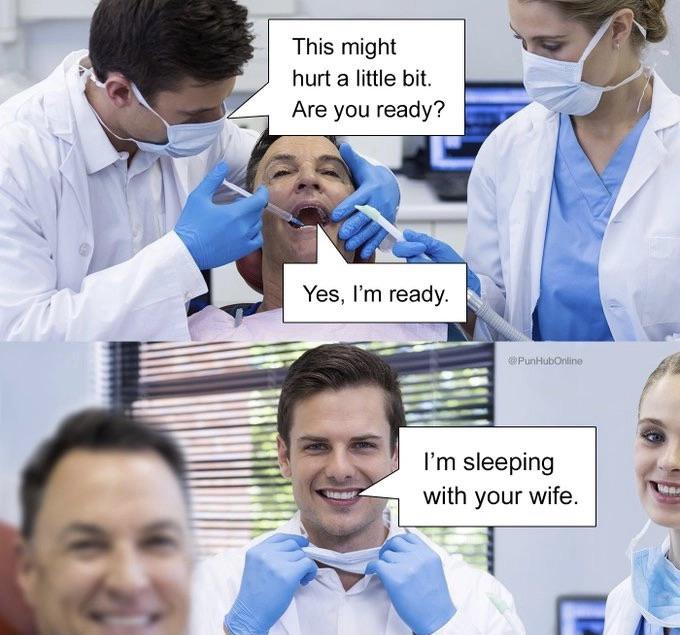 This might
hurt a little bit.
Are you ready?
Yes, I'm ready.
@PunHubOnline
I'm sleeping
with your wife.